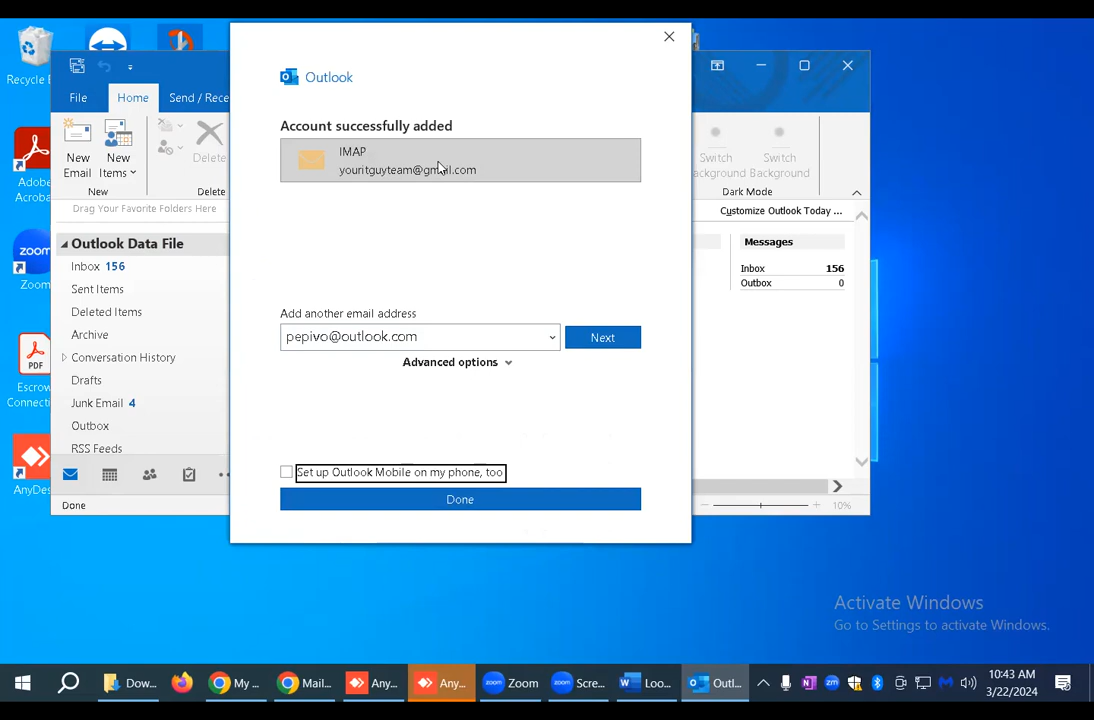 Recycle B
Adobe
Acroba
Zoom
Escrow
Connecti
AnyDes
File
Home
Send / Rece
New
Email
New
Items
Delete
New
Delete
Drag Your Favorite Folders Here
Outlook Data File
Inbox 156
Sent Items
Deleted Items
Archive
Conversation History
Drafts
Junk Email 4
Outbox
RSS Feeds
Done
Outlook
Account successfully added
IMAP
youritguyteam@gmail.com
Add another email address
pepivo@outlook.com
Next
Advanced options
Set up Outlook Mobile on my phone, too
Done
Switch
Background
Switch
Background
Dark Mode
Customize Outlook Today ...
Messages
Inbox 156
Outbox 0
10%
Activate Windows
Go to Settings to activate Windows.
Dow...
My ...
Mail...
Any...
Any...
Zoom
Scre...
Loo...
Outl...
10:43 AM
3/22/2024